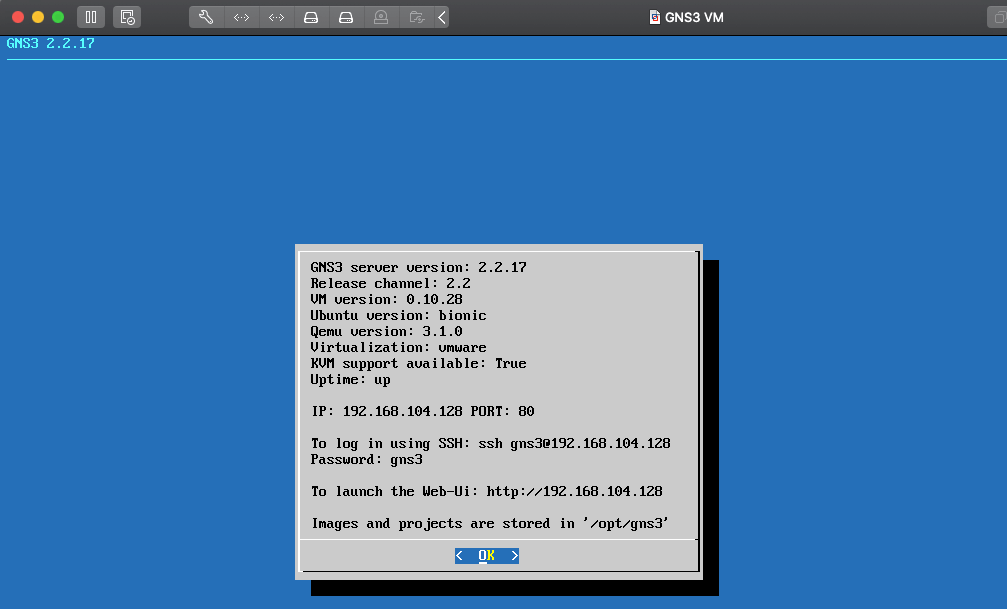 GNS3 VM
GNS3 2.2.17
GNS3 server version: 2.2.17
Release channel: 2.2
VM version: 0.10.28
Ubuntu version: bionic
Qemu version: 3.1.0
Virtualization: vmware
KVM support available: True
Uptime: up
IP: 192.168.104.128 PORT: 80
To log in using SSH: ssh gns3@192.168.104.128
Password: gns3
To launch the Web-Ui: http://192.168.104.128
Images and projects are stored in '/opt/gns3'
< OK >